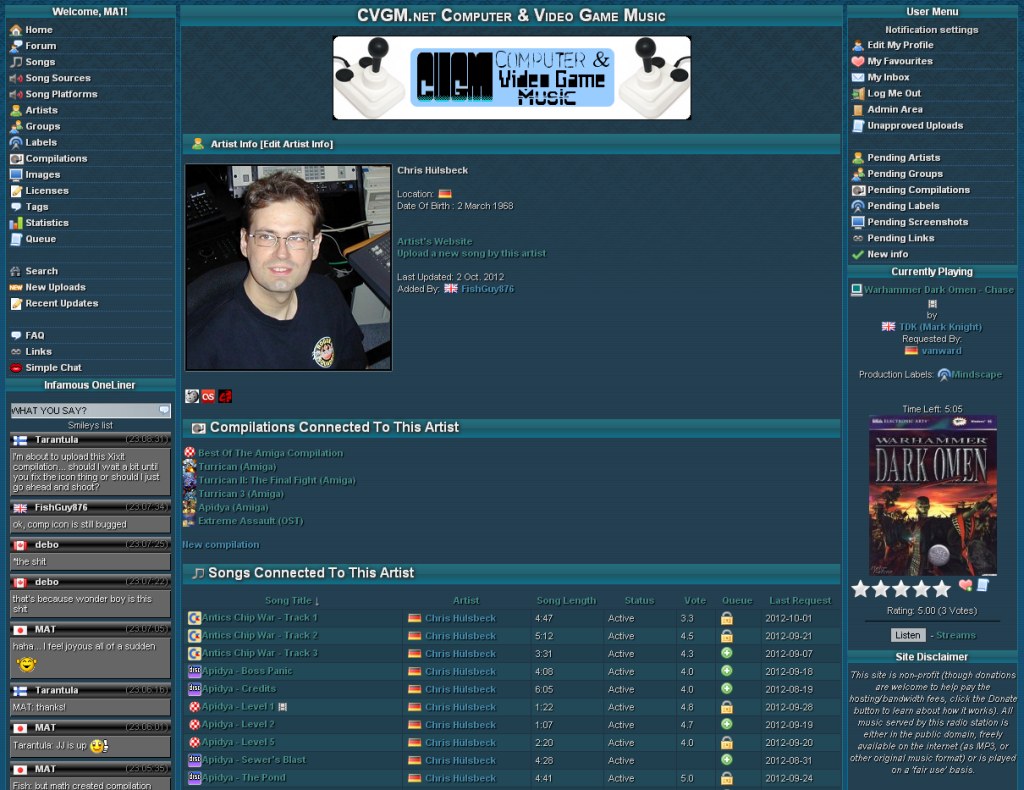 Welcome, MAT!
Home
Forum
Songs
Song Sources
Song Platforms
Artists
Groups
Labels
Compilations
Images
Licenses
Tags
Statistics
Queue
Search
New Uploads
Recent Updates
FAQ
Links
Simple Chat
Infamous OneLiner
WHAT YOU SAY?
Smileys list
Tarantula (23:08:31)
I'm about to upload this Xixit
compilation... should I wait a bit until
you fix the icon thing or should I just
go ahead and shoot?
FishGuy876 (23:07:34)
ok, comp icon is still bugged
debo (23:07:25)
*the shit
debo (23:07:22)
that's because wonder boy is this
shit
MAT (23:07:05)
haha... I feel joyous all of a sudden
Tarantula (23:06:16)
MAT: thanks!
MAT (23:06:01)
Tarantula: JJ is up
MAT (23:05:35)
Fish: but math created compilation
CVGM.net Computer & Video Game Music
CVGM Computer &
Video Game
Music
Artist Info [Edit Artist Info]
Chris Hülsbeck
Location:
Date Of Birth : 2 March 1968
Artist's Website
Upload a new song by this artist
Last Updated: 2 Oct. 2012
Added By: FishGuy876
Compilations Connected To This Artist
Best Of The Amiga Compilation
Turrican (Amiga)
Turrican II: The Final Fight (Amiga)
Turrican 3 (Amiga)
Apidya (Amiga)
Extreme Assault (OST)
New compilation
Songs Connected To This Artist
Song Title ↓ Artist Song Length Status Vote Queue Last Request
Antics Chip War - Track 1 Chris Hülsbeck 4:47 Active 3.3 2012-10-01
Antics Chip War - Track 2 Chris Hülsbeck 5:12 Active 4.5 2012-09-21
Antics Chip War - Track 3 Chris Hülsbeck 3:31 Active 4.3 2012-09-07
Apidya - Boss Panic Chris Hülsbeck 4:08 Active 4.0 2012-09-18
Apidya - Credits Chris Hülsbeck 6:05 Active 4.0 2012-08-19
Apidya - Level 1 Chris Hülsbeck 1:22 Active 4.8 2012-09-28
Apidya - Level 2 Chris Hülsbeck 1:07 Active 4.7 2012-09-19
Apidya - Level 5 Chris Hülsbeck 2:20 Active 4.0 2012-09-20
Apidya - Sewer's Blast Chris Hülsbeck 4:28 Active 2012-08-31
Apidya - The Pond Chris Hülsbeck 4:41 Active 5.0 2012-09-24
User Menu
Notification settings
Edit My Profile
My Favourites
My Inbox
Log Me Out
Admin Area
Unapproved Uploads
Pending Artists
Pending Groups
Pending Compilations
Pending Labels
Pending Screenshots
Pending Links
New info
Currently Playing
Warhammer Dark Omen - Chase
by
TDK (Mark Knight)
Requested By:
vanward
Production Labels: Mindscape
Time Left: 5:05
ELECTRONIC ARTS
WARHAMMER
DARK OMEN
Rating: 5.00 (3 Votes)
Listen - Streams
Site Disclaimer
This site is non-profit (though donations
are welcome to help pay the
hosting/bandwidth fees, click the Donate
button to learn about how it works). All
music served by this radio station is
either in the public domain, freely
available on the internet (as MP3, or
other original music format) or is played
on a 'fair use' basis.